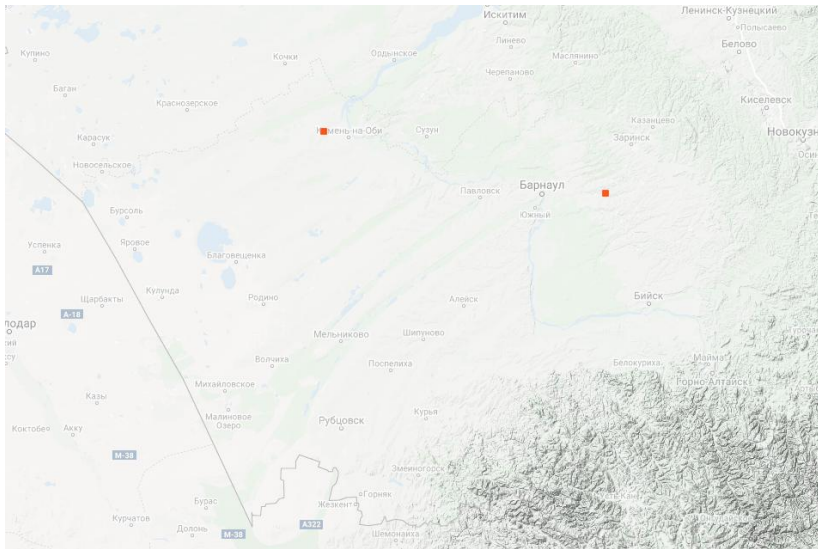 Искитим
Ленинск-Кузнецкий
Полысаево
Купино
Кочки
Ордынское
Линево
Маслянино
Белово
Черепаново
Баган
Краснозерское
Киселевск
Карасук
Камень-на-Оби
Сузун
Казанцево
Заринск
Новокузн
Осин
Новосельское
Павловск
Барнаул
Южный
Бурсоль
Успенка
Яровое
Благовещенка
A17
Щарбакты
Кулунда
Родино
Алейск
Бийск
A-18
лодар
Мельниково
Шипуново
Волчиха
Поспелиха
Белокуриха
Майма
Горно-Алтайск
Михайловское
Казы
Малиновое
Озеро
Рубцовск
Курья
Коктобе
Акку
M-38
Змеиногорск
Горняк
Бурас
Жезкент
Курчатов
Долонь
M-38
A322
Шемонаиха